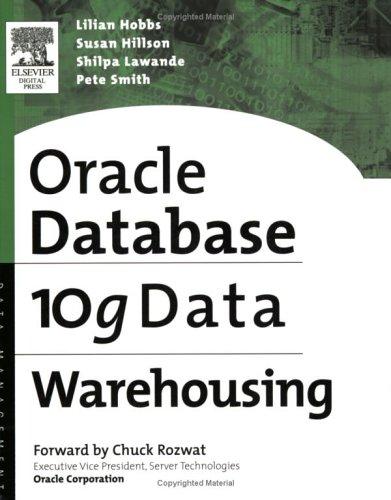 Lilian Hobbs
Susan Hillson
Shilpa Lawande
Pete Smith
ELSEVIER
DIGITAL
PRESS
Oracle
Database
10g Data
Warehousing
DATA MANAGEMENT
Forward by Chuck Rozwat
Executive Vice President, Server Technologies
Oracle Corporation
Copyrighted Material
Copyrighted Material